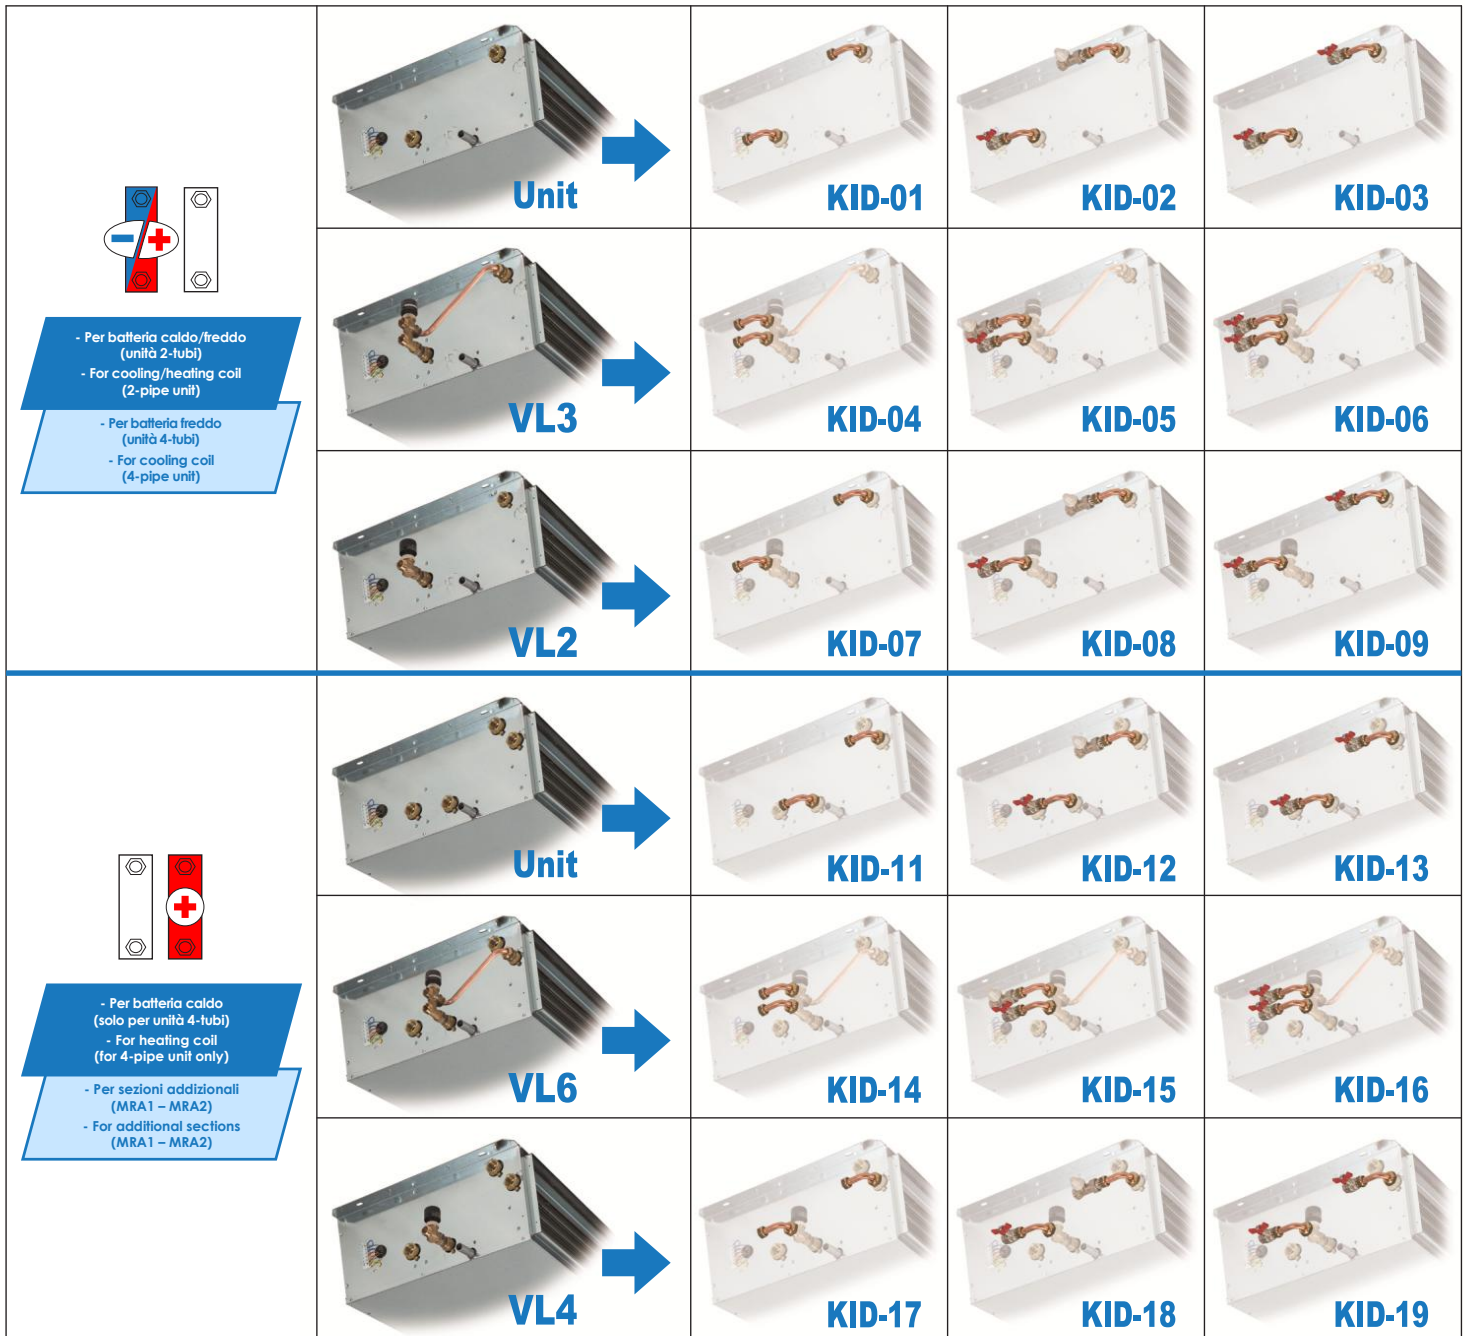 Unit
KID-01
KID-02
KID-03
- Per batteria caldo/freddo
(unità 2-tubi)
- For cooling/heating coil
(2-pipe unit)
- Per batteria freddo
(unità 4-tubi)
- For cooling coil
(4-pipe unit)
VL3
KID-04
KID-05
KID-06
VL2
KID-07
KID-08
KID-09
Unit
KID-11
KID-12
KID-13
- Per batteria caldo
(solo per unità 4-tubi)
- For heating coil
(for 4-pipe unit only)
- Per sezioni addizionali
(MRA1 – MRA2)
- For additional sections
(MRA1 – MRA2)
VL6
KID-14
KID-15
KID-16
VL4
KID-17
KID-18
KID-19